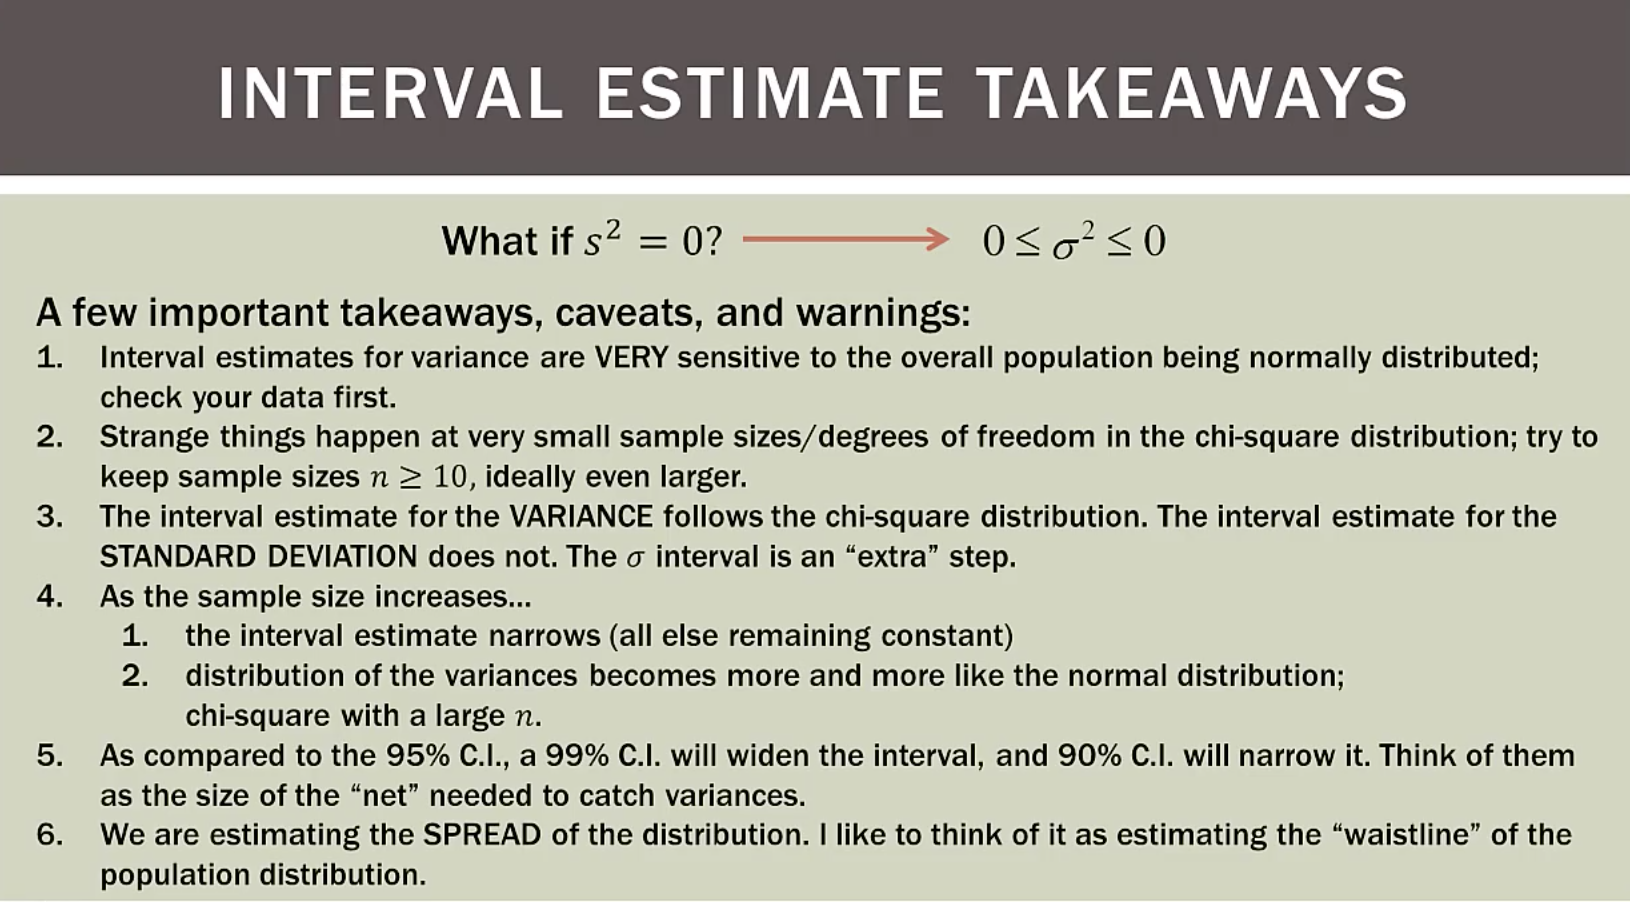 INTERVAL ESTIMATE TAKEAWAYS
What if s² = 0? → 0 ≤ σ² ≤ 0
A few important takeaways, caveats, and warnings:
1. Interval estimates for variance are VERY sensitive to the overall population being normally distributed;
check your data first.
2. Strange things happen at very small sample sizes/degrees of freedom in the chi-square distribution; try to
keep sample sizes n ≥ 10, ideally even larger.
3. The interval estimate for the VARIANCE follows the chi-square distribution. The interval estimate for the
STANDARD DEVIATION does not. The σ interval is an “extra” step.
4. As the sample size increases...
1. the interval estimate narrows (all else remaining constant)
2. distribution of the variances becomes more and more like the normal distribution;
chi-square with a large n.
5. As compared to the 95% C.I., a 99% C.I. will widen the interval, and 90% C.I. will narrow it. Think of them
as the size of the “net” needed to catch variances.
6. We are estimating the SPREAD of the distribution. I like to think of it as estimating the “waistline” of the
population distribution.